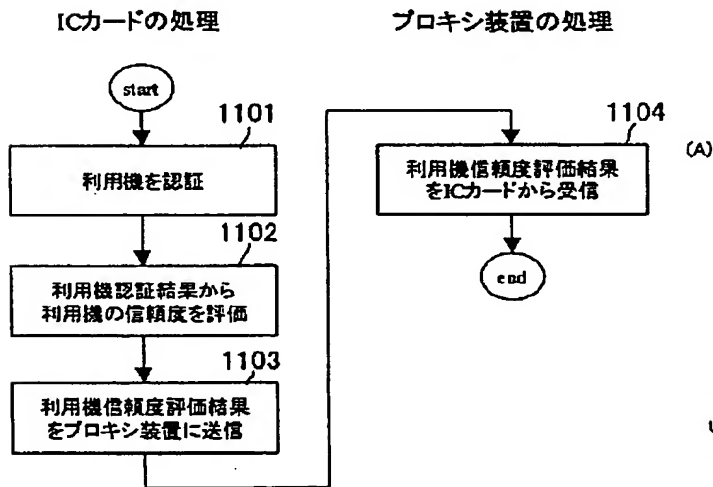 ICカードの処理
プロキシ装置の処理
start
1101
利用機を認証
1102
利用機認証結果から
利用機の信頼度を評価
1103
利用機信頼度評価結果
をプロキシ装置に送信
1104
利用機信頼度評価結果
をICカードから受信
end
(A)